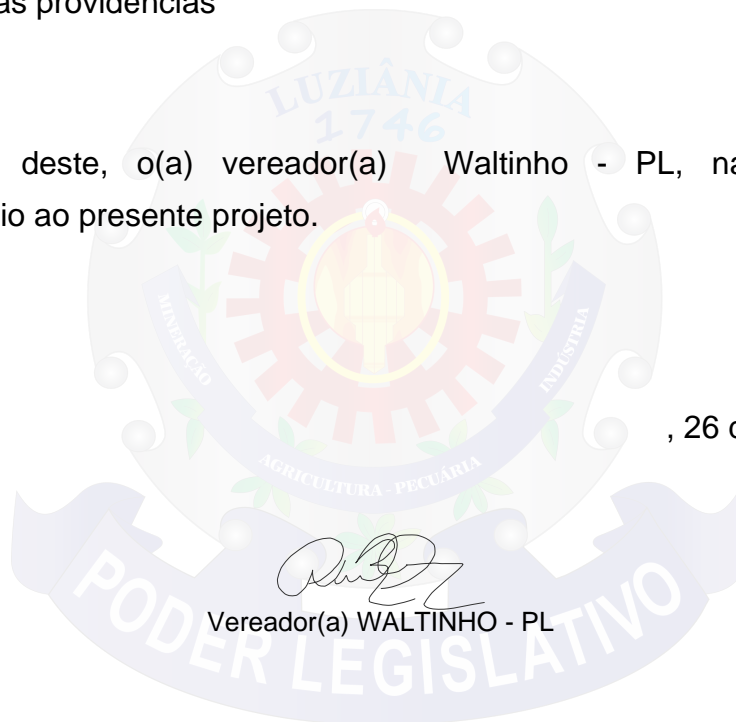 as providências
LUZIÂNIA
1746
deste, o(a) vereador(a) Waltinho - PL, na
io ao presente projeto.
MINERAÇÃO
INDÚSTRIA
, 26
AGRICULTURA - PECUÁRIA
Vereador(a) WALTINHO - PL
PODER LEGISLATIVO